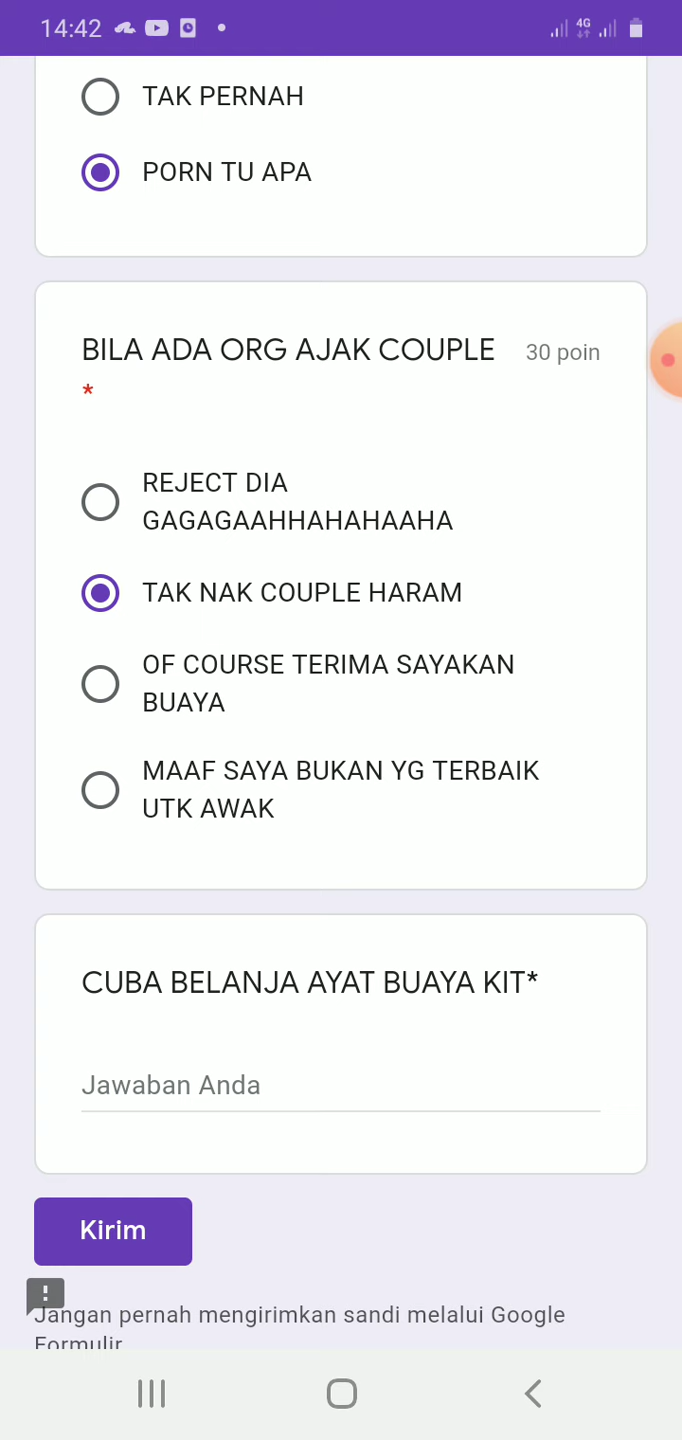 14:42
4G
TAK PERNAH
PORN TU APA
BILA ADA ORG AJAK COUPLE
30 poin
*
REJECT DIA
GAGAGAAHHAHAHAAHA
TAK NAK COUPLE HARAM
OF COURSE TERIMA SAYAKAN
BUAYA
MAAF SAYA BUKAN YG TERBAIK
UTK AWAK
CUBA BELANJA AYAT BUAYA KIT*
Jawaban Anda
Kirim
!
Jangan pernah mengirimkan sandi melalui Google
Formulir